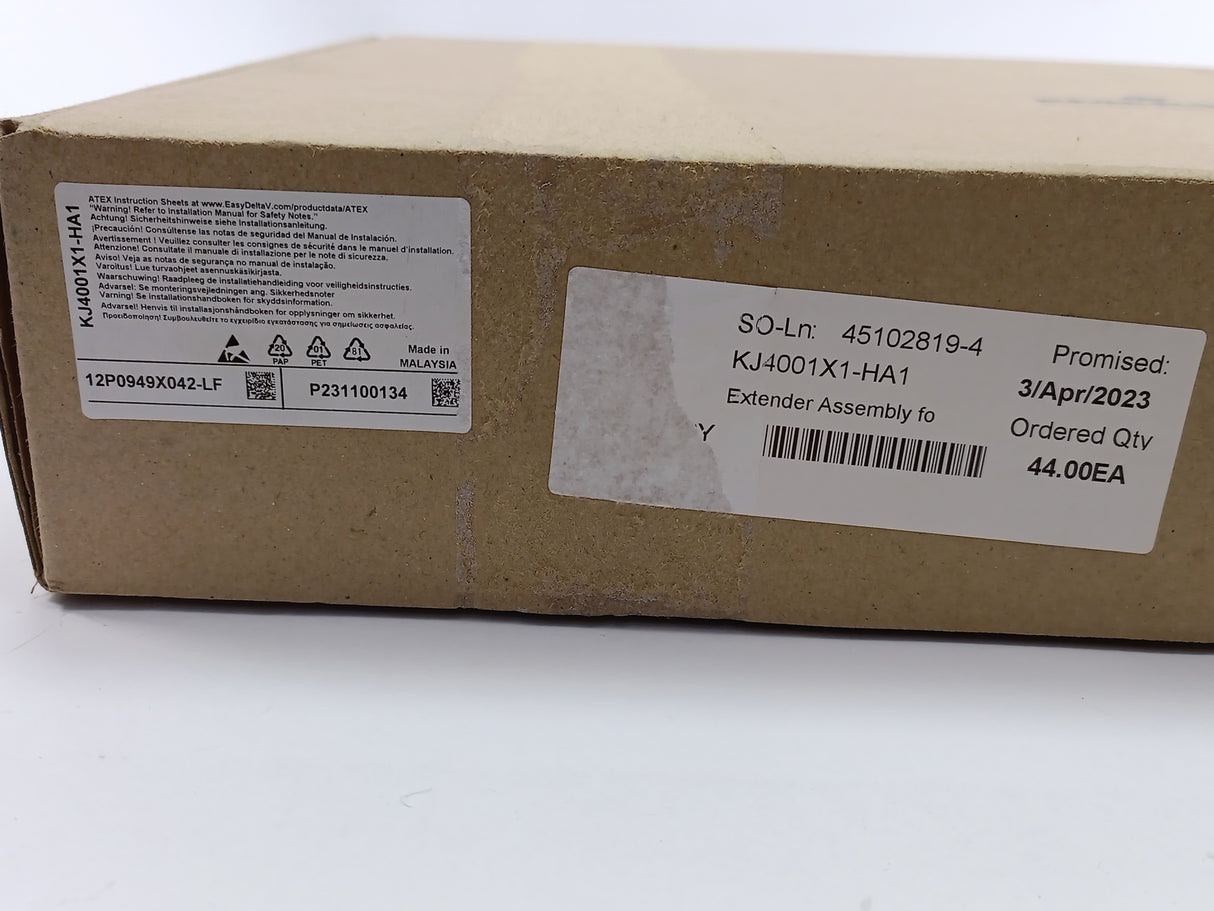 KJ4001X1-HA1
ATEX Instruction Sheets at www.EasyDeltaV.com/productdata/ATEX
"Warning! Refer to Installation Manual for Safety Notes."
Achtung! Sicherheitshinweise siehe Installationsanleitung.
¡Precaución! Consúltense las notas de seguridad del Manual de Instalación.
Avertissement ! Veuillez consulter les consignes de sécurité dans le manuel d'installation.
Attenzione! Consultate il manuale di installazione per le note di sicurezza.
Aviso! Veja as notas de segurança no manual de instalação.
Varoitus! Lue turvaohjeet asennuskäsikirjasta.
Waarschuwing! Raadpleeg de installatiehandleiding voor veiligheidsinstructies.
Advarsel: Se monteringsvejledningen ang. Sikkerhedsnoter
Varning! Se installationshandboken för skyddsinformation.
Advarsel! Henvis til installasjonshåndboken for opplysninger om sikkerhet.
Προειδοποίηση! Συμβουλευθείτε το εγχειρίδιο εγκατάστασης για σημειώσεις ασφαλείας.
20 01 81
PAP PET
Made in
MALAYSIA
12P0949X042-LF P231100134
SO-Ln: 45102819-4
KJ4001X1-HA1
Extender Assembly fo
Y
Promised:
3/Apr/2023
Ordered Qty
44.00EA